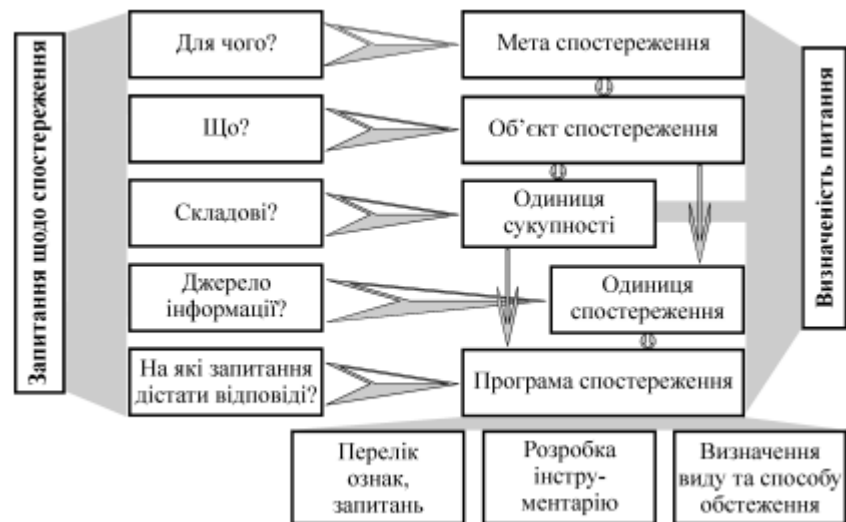 Запитання щодо спостереження
Для чого?
Мета спостереження
Що?
Об’єкт спостереження
Складові?
Одиниця
сукупності
Джерело
інформації?
Одиниця
спостереження
На які запитання
дістати відповіді?
Програма спостереження
Визначеність питання
Перелік
ознак,
запитань
Розробка
інстру-
ментарію
Визначення
виду та способу
обстеження